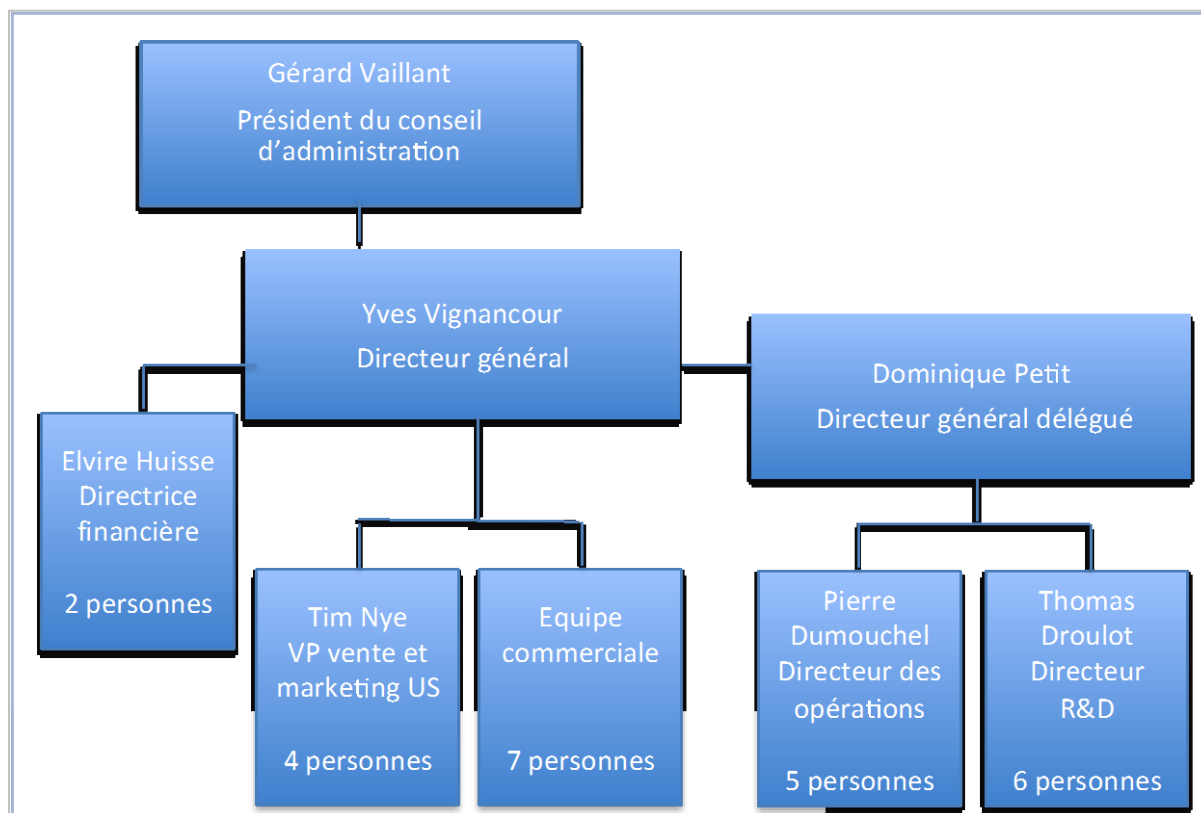 Gérard Vaillant
Président du conseil
d’administration
Yves Vignancour
Directeur général
Dominique Petit
Directeur général délégué
Elvire Huisse
Directrice
financière
2 personnes
Tim Nye
VP vente et
marketing US
4 personnes
Equipe
commerciale
7 personnes
Pierre
Dumouchel
Directeur des
opérations
5 personnes
Thomas
Droulot
Directeur
R&D
6 personnes